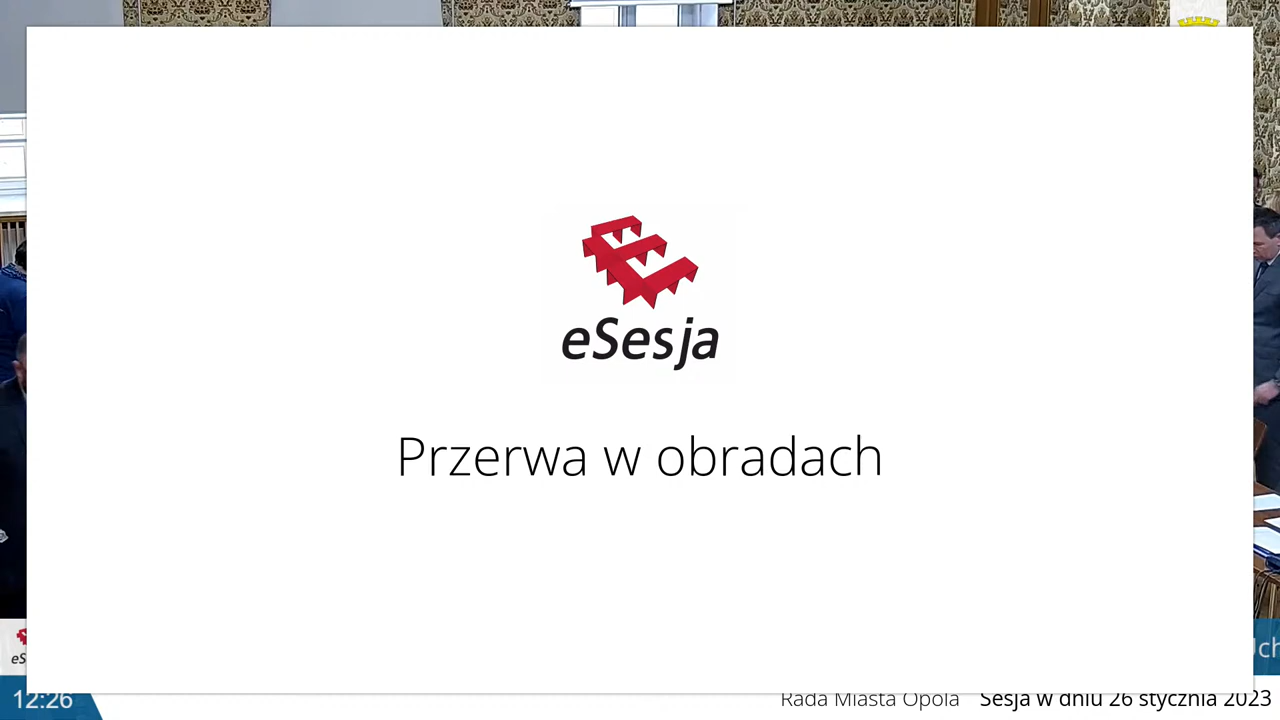 eSesja
Przerwa w obradach
12:26
Rada Miasta Opola Sesja w dniu 26 stycznia 2023